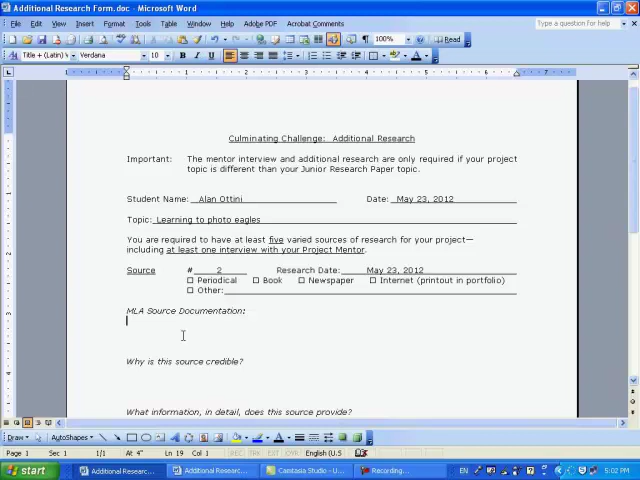 Additional Research Form.doc - Microsoft Word
File Edit View Insert Format Tools Table Window Help Adobe PDF Acrobat Comments
Type a question for help
100% Read
Title + (Latin) V Verdana 10 B I U
Culminating Challenge: Additional Research
Important: The mentor interview and additional research are only required if your project
topic is different than your Junior Research Paper topic.
Student Name: Alan Ottini Date: May 23, 2012
Topic: Learning to photo eagles
You are required to have at least five varied sources of research for your project—
including at least one interview with your Project Mentor.
Source # 2 Research Date: May 23, 2012
Periodical Book Newspaper Internet (printout in portfolio)
Other:
MLA Source Documentation:
Why is this source credible?
What information, in detail, does this source provide?
Draw AutoShapes
Page 1 Sec 1 1/1 At 4" Ln 19 Col 1 REC TRK EXT OVR English (U.S
start Additional Researc... Additional Researc... Camtasia Studio - U... Recording... EN 5:02 PM